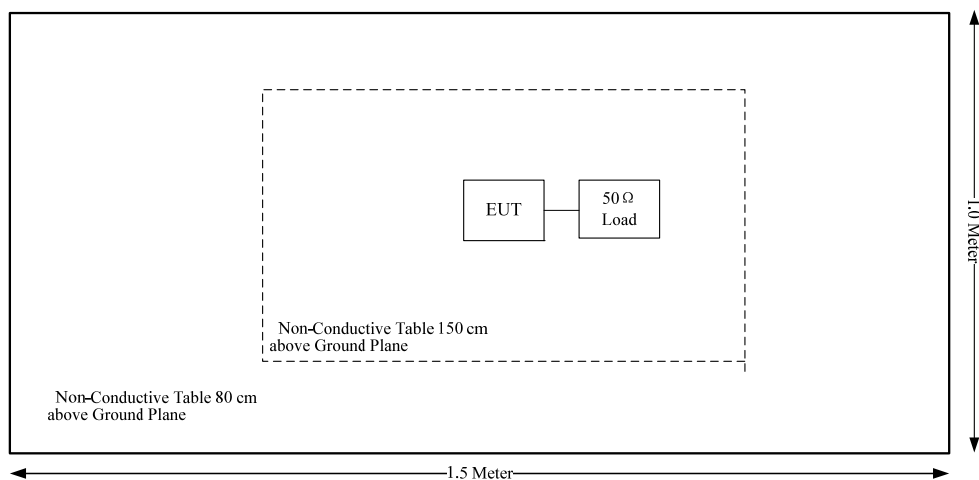 EUT
50 Ω
Load
1.0 Meter
Non-Conductive Table 150 cm
above Ground Plane
Non-Conductive Table 80 cm
above Ground Plane
1.5 Meter